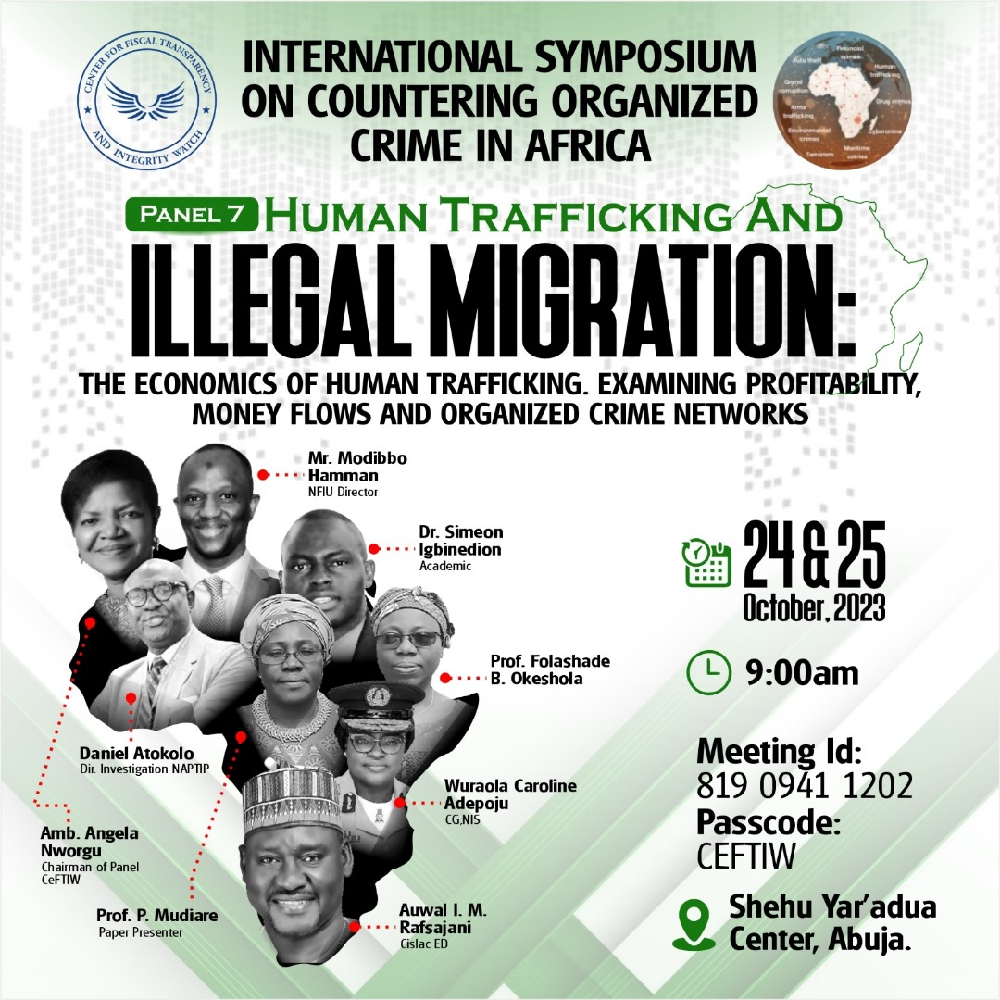 CENTER FOR FISCAL TRANSPARENCY
AND INTEGRITY WATCH
INTERNATIONAL SYMPOSIUM
ON COUNTERING ORGANIZED
CRIME IN AFRICA
Financial crimes
Auto theft
Human trafficking
Grand corruption
Drug crimes
Arms trafficking
Cybercrime
Environmental crimes
Maritime crimes
Terrorism
PANEL 7 HUMAN TRAFFICKING AND
ILLEGAL MIGRATION:
THE ECONOMICS OF HUMAN TRAFFICKING. EXAMINING PROFITABILITY,
MONEY FLOWS AND ORGANIZED CRIME NETWORKS
Mr. Modibbo
Hamman
NFIU Director
Dr. Simeon
Igbinedion
Academic
Prof. Folashade
B. Okeshola
Daniel Atokolo
Dir. Investigation NAPTIP
Wuraola Caroline
Adepoju
CG,NIS
Amb. Angela
Nworgu
Chairman of Panel
CeFTIW
Prof. P. Mudiare
Paper Presenter
Auwal I. M.
Rafsajani
Cislac ED
24 & 25
October, 2023
9:00am
Meeting Id:
819 0941 1202
Passcode:
CEFTIW
Shehu Yar'adua
Center, Abuja.